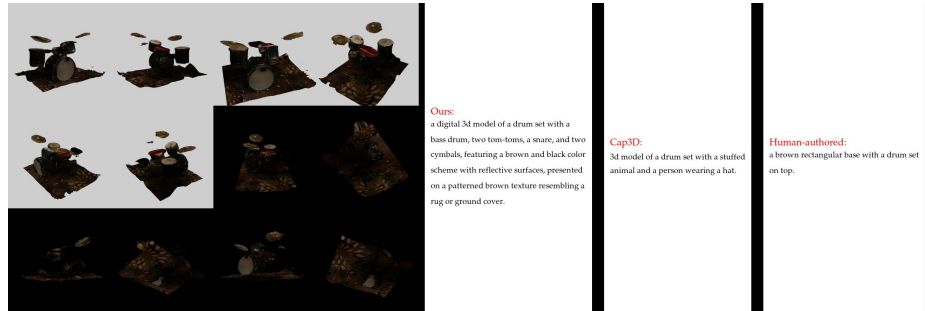 Ours:
a digital 3d model of a drum set with a
bass drum, two tom-toms, a snare, and two
cymbals, featuring a brown and black color
scheme with reflective surfaces, presented
on a patterned brown texture resembling a
rug or ground cover.
Cap3D:
3d model of a drum set with a stuffed
animal and a person wearing a hat.
Human-authored:
a brown rectangular base with a drum set
on top.